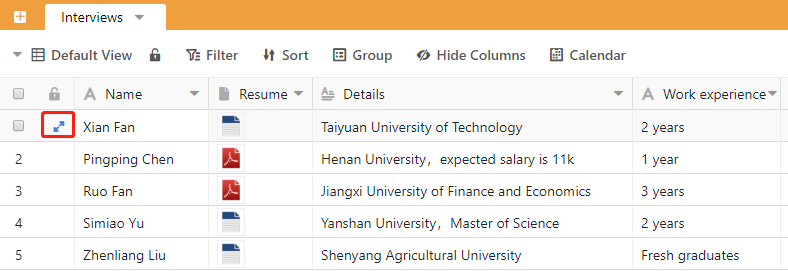 Interviews
Default View Filter Sort Group Hide Columns Calendar
Name Resume Details Work experience
Xian Fan Taiyuan University of Technology 2 years
2 Pingping Chen Henan University，expected salary is 11k 1 year
3 Ruo Fan Jiangxi University of Finance and Economics 3 years
4 Simiao Yu Yanshan University，Master of Science 2 years
5 Zhenliang Liu Shenyang Agricultural University Fresh graduates